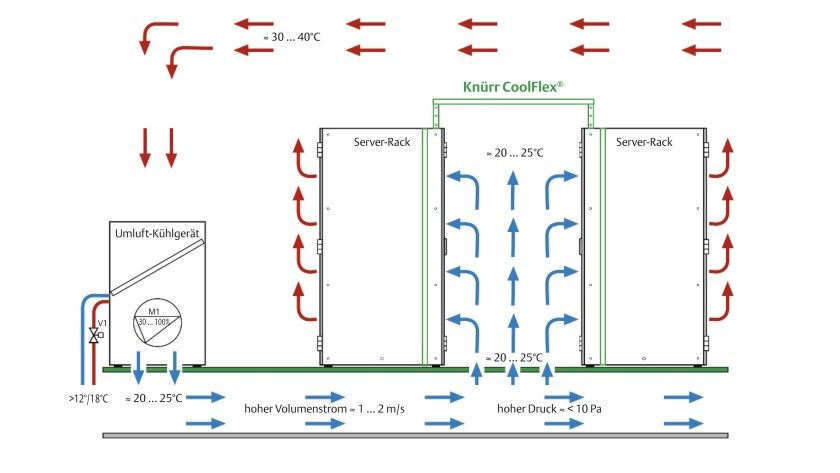 ≈ 30 ... 40°C
Knürr CoolFlex®
Server-Rack
≈ 20 ... 25°C
Server-Rack
Umluft-Kühlgerät
M1
30 ... 100%
V1
≈ 20 ... 25°C
>12°/18°C
≈ 20 ... 25°C
hoher Volumenstrom ≈ 1 ... 2 m/s
hoher Druck ≈ < 10 Pa